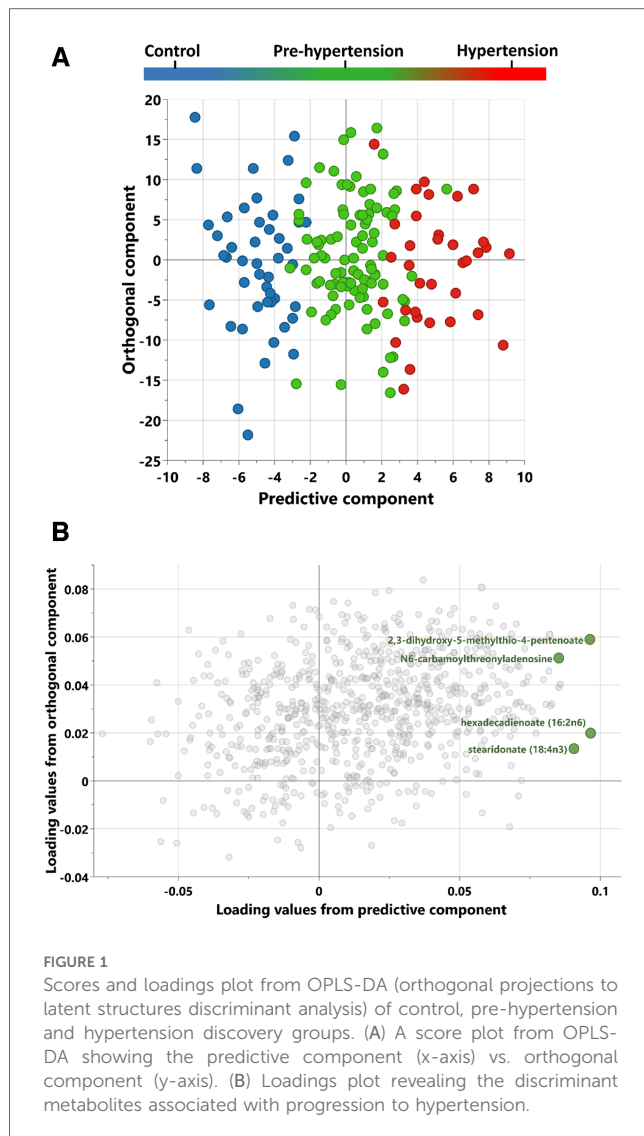 A
Control Pre-hypertension Hypertension
20
15
10
5
0
-5
-10
-15
-20
-25
Orthogonal component
-10 -8 -6 -4 -2 0 2 4 6 8 10
Predictive component
B
0.08
0.06
0.04
0.02
0
-0.02
-0.04
Loading values from orthogonal component
2,3-dihydroxy-5-methylthio-4-pentenoate
N6-carbamoylthreonyladenosine
hexadecadienoate (16:2n6)
stearidonate (18:4n3)
-0.05 0 0.05 0.1
Loading values from predictive component
FIGURE 1
Scores and loadings plot from OPLS-DA (orthogonal projections to
latent structures discriminant analysis) of control, pre-hypertension
and hypertension discovery groups. (A) A score plot from OPLS-
DA showing the predictive component (x-axis) vs. orthogonal
component (y-axis). (B) Loadings plot revealing the discriminant
metabolites associated with progression to hypertension.